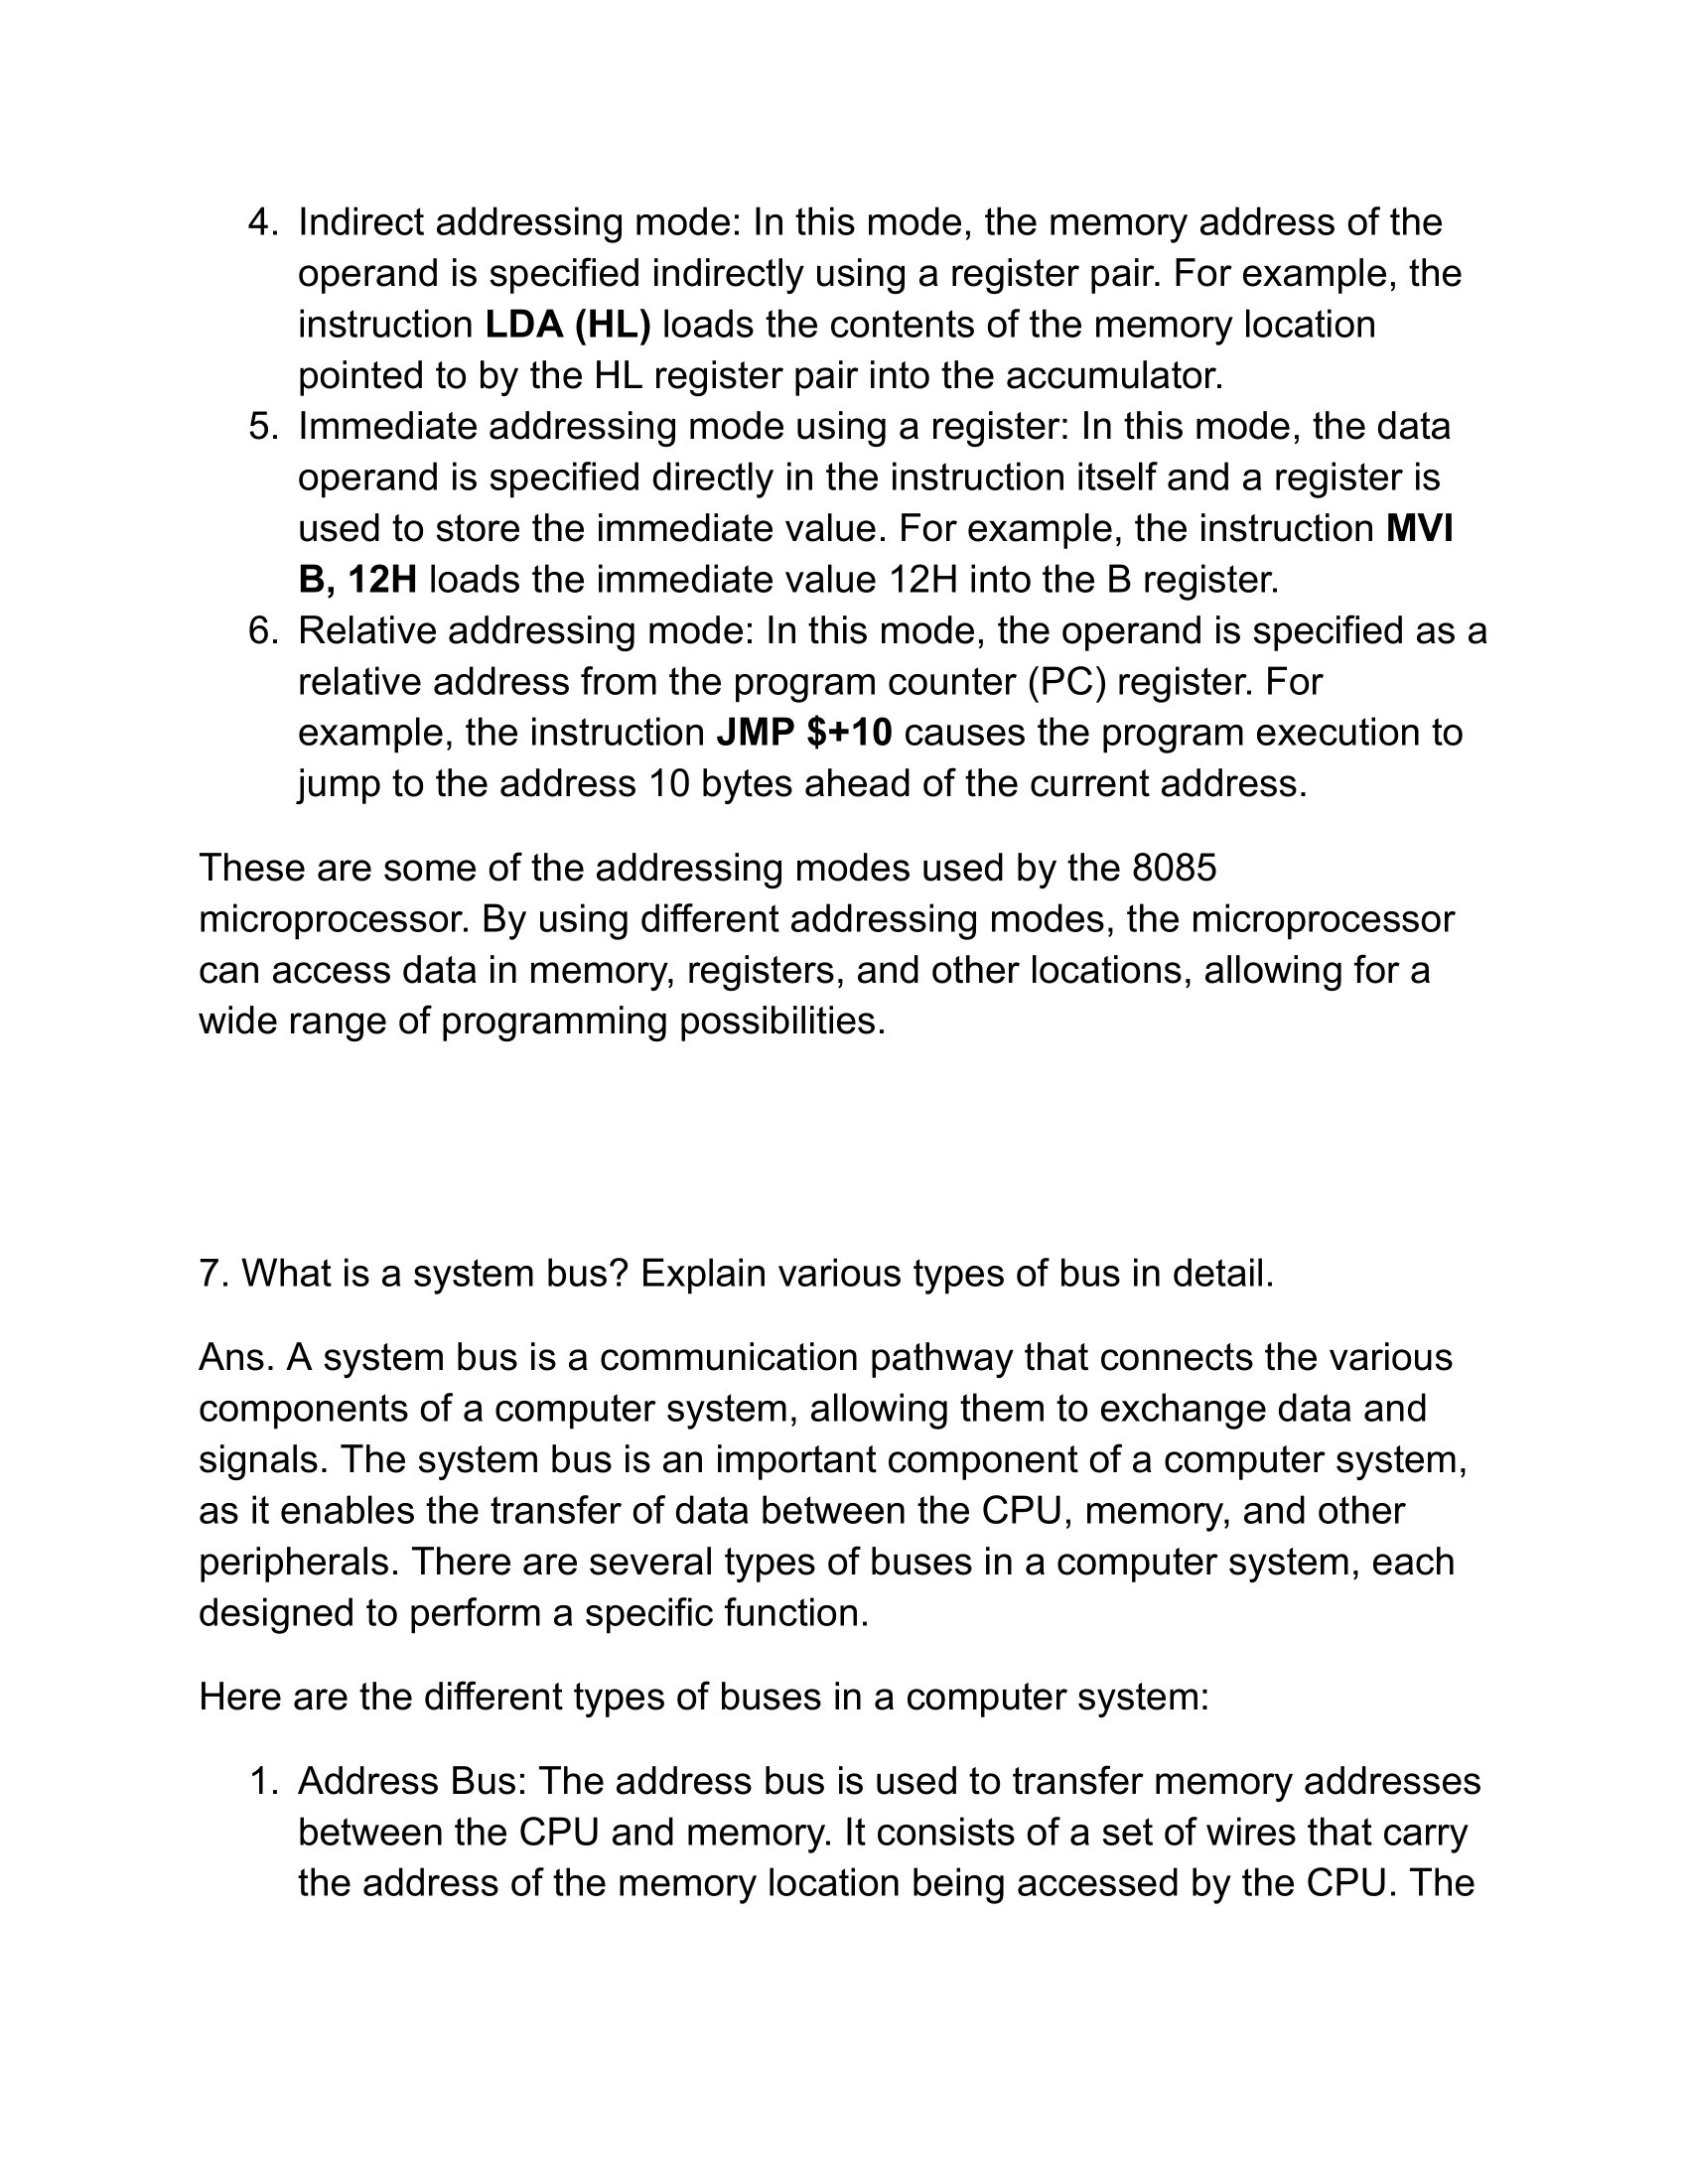 4. Indirect addressing mode: In this mode, the memory address of the
operand is specified indirectly using a register pair. For example, the
instruction LDA (HL) loads the contents of the memory location
pointed to by the HL register pair into the accumulator.
5. Immediate addressing mode using a register: In this mode, the data
operand is specified directly in the instruction itself and a register is
used to store the immediate value. For example, the instruction MVI
B, 12H loads the immediate value 12H into the B register.
6. Relative addressing mode: In this mode, the operand is specified as a
relative address from the program counter (PC) register. For
example, the instruction JMP $+10 causes the program execution to
jump to the address 10 bytes ahead of the current address.
These are some of the addressing modes used by the 8085
microprocessor. By using different addressing modes, the microprocessor
can access data in memory, registers, and other locations, allowing for a
wide range of programming possibilities.
7. What is a system bus? Explain various types of bus in detail.
Ans. A system bus is a communication pathway that connects the various
components of a computer system, allowing them to exchange data and
signals. The system bus is an important component of a computer system,
as it enables the transfer of data between the CPU, memory, and other
peripherals. There are several types of buses in a computer system, each
designed to perform a specific function.
Here are the different types of buses in a computer system:
1. Address Bus: The address bus is used to transfer memory addresses
between the CPU and memory. It consists of a set of wires that carry
the address of the memory location being accessed by the CPU. The